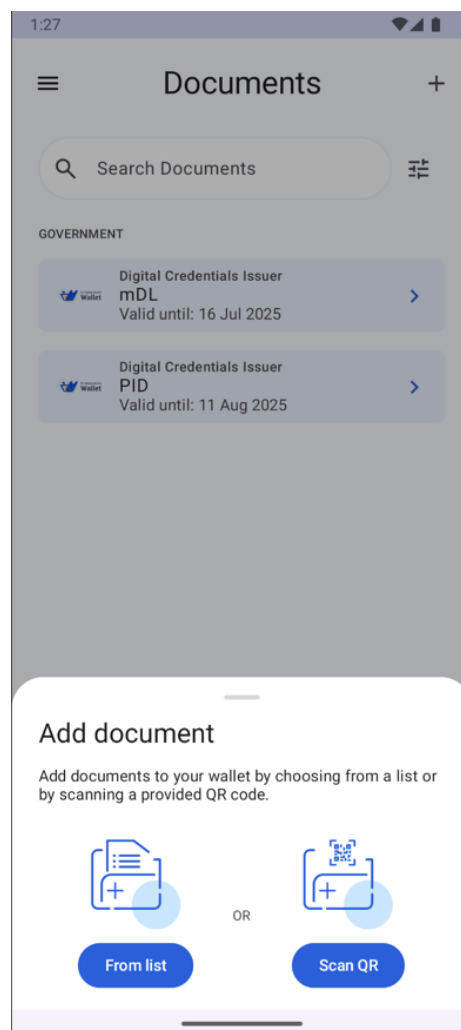 1:27
Documents
Search Documents
GOVERNMENT
Digital Credentials Issuer
Wallet
mDL
Valid until: 16 Jul 2025
Digital Credentials Issuer
Wallet
PID
Valid until: 11 Aug 2025
Add document
Add documents to your wallet by choosing from a list or
by scanning a provided QR code.
OR
From list
Scan QR